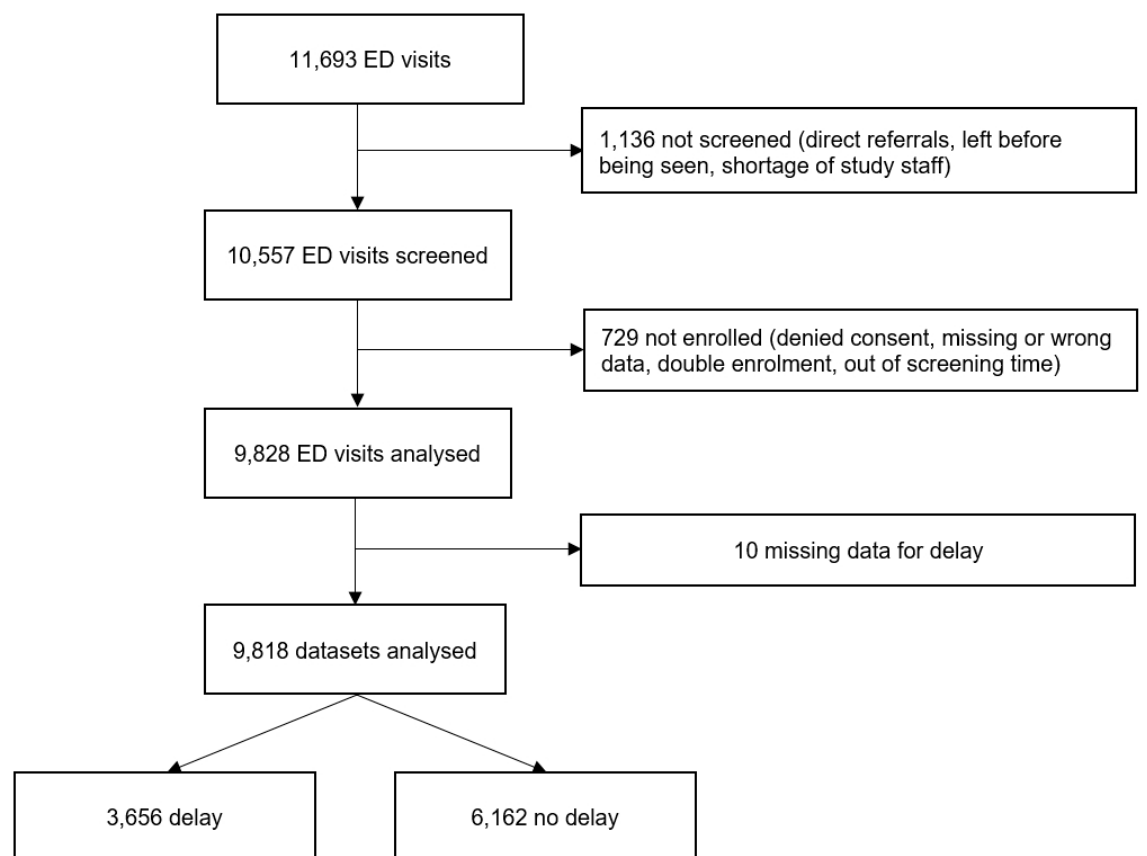 11,693 ED visits
1,136 not screened (direct referrals, left before
being seen, shortage of study staff)
10,557 ED visits screened
729 not enrolled (denied consent, missing or wrong
data, double enrolment, out of screening time)
9,828 ED visits analysed
10 missing data for delay
9,818 datasets analysed
3,656 delay
6,162 no delay